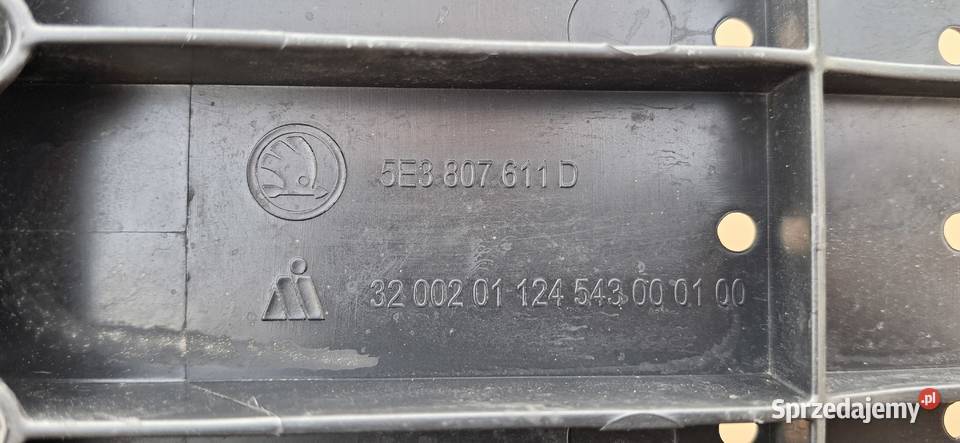 5E3 807 611 D
32 002 01 124 543 00 01 00
Sprzedajemy.pl